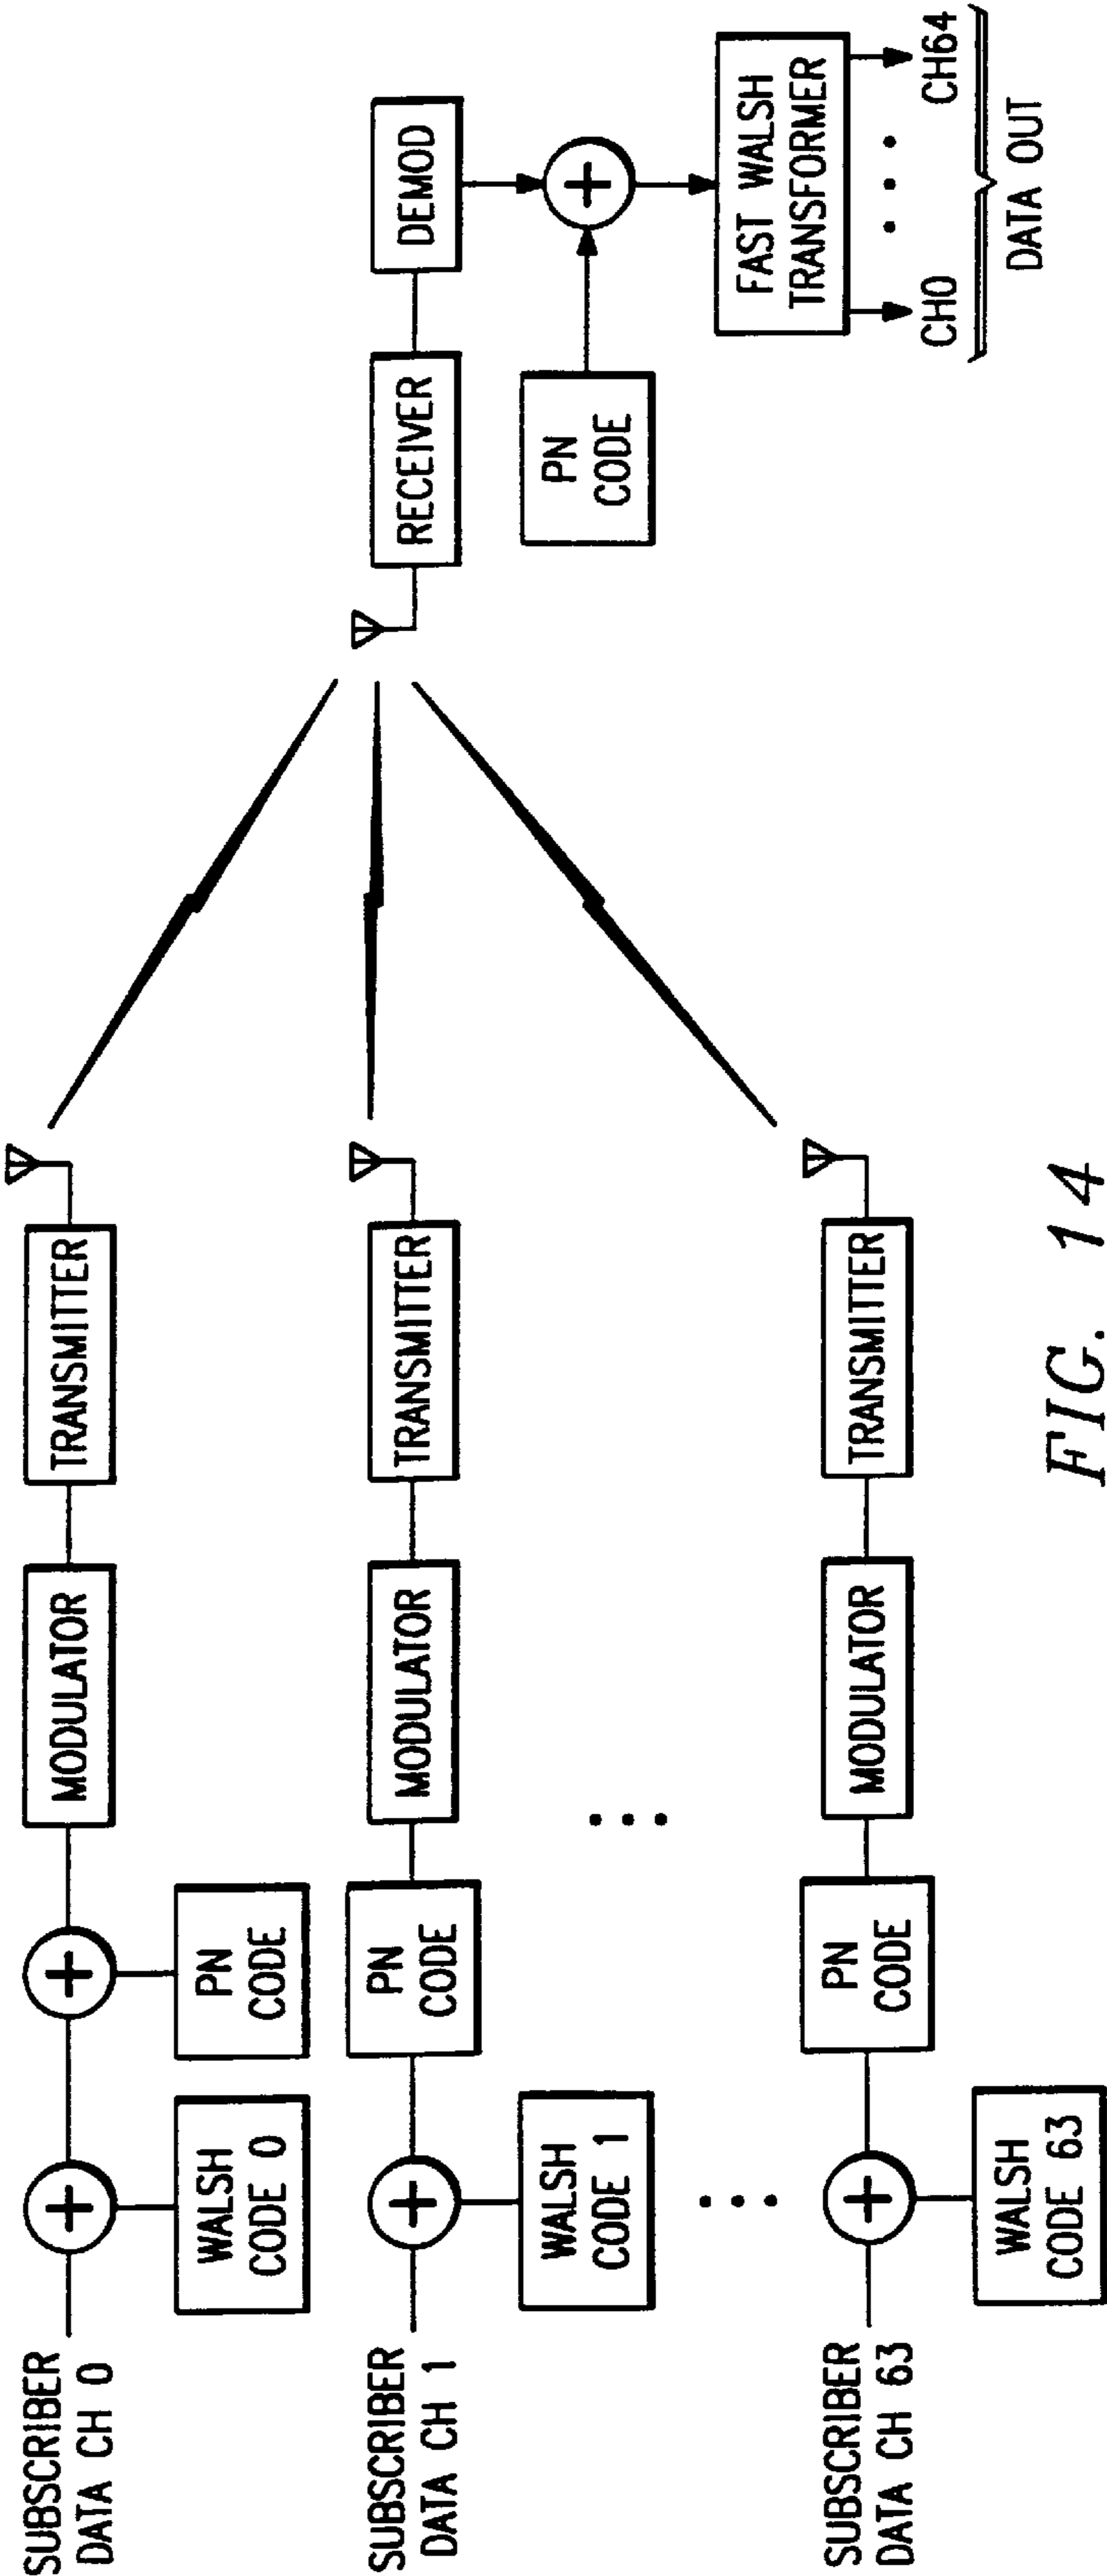 SUBSCRIBER
DATA CH 0
+
WALSH
CODE 0
+
PN
CODE
MODULATOR
TRANSMITTER
SUBSCRIBER
DATA CH 1
+
WALSH
CODE 1
PN
CODE
MODULATOR
TRANSMITTER
SUBSCRIBER
DATA CH 63
+
WALSH
CODE 63
PN
CODE
MODULATOR
TRANSMITTER
RECEIVER
DEMOD
PN
CODE
+
FAST WALSH
TRANSFORMER
CH0
CH64
DATA OUT
FIG. 14